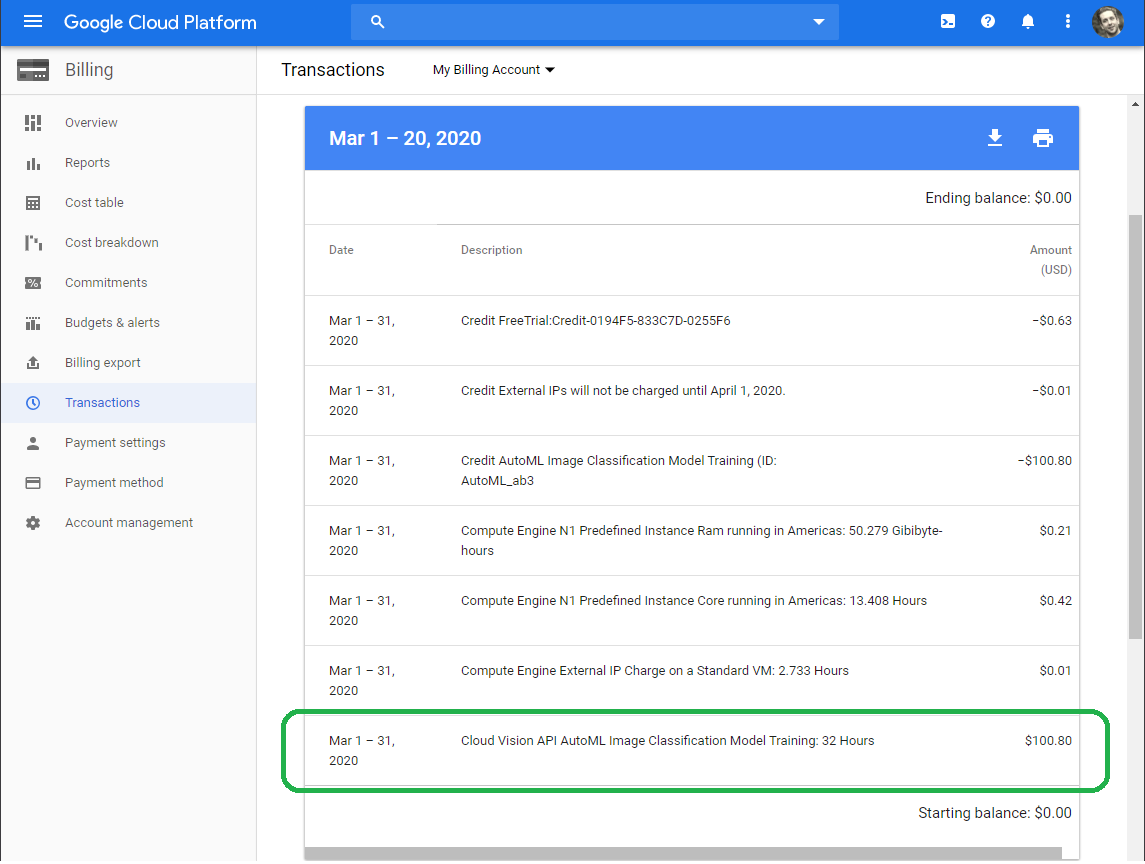 Google Cloud Platform
Billing
Transactions
My Billing Account
Overview
Reports
Cost table
Cost breakdown
Commitments
Budgets & alerts
Billing export
Transactions
Payment settings
Payment method
Account management
Mar 1 – 20, 2020
Ending balance: $0.00
Date
Description
Amount
(USD)
Mar 1 – 31,
2020
Credit FreeTrial:Credit-0194F5-833C7D-0255F6
−$0.63
Mar 1 – 31,
2020
Credit External IPs will not be charged until April 1, 2020.
−$0.01
Mar 1 – 31,
2020
Credit AutoML Image Classification Model Training (ID:
AutoML_ab3
−$100.80
Mar 1 – 31,
2020
Compute Engine N1 Predefined Instance Ram running in Americas: 50.279 Gibibyte-
hours
$0.21
Mar 1 – 31,
2020
Compute Engine N1 Predefined Instance Core running in Americas: 13.408 Hours
$0.42
Mar 1 – 31,
2020
Compute Engine External IP Charge on a Standard VM: 2.733 Hours
$0.01
Mar 1 – 31,
2020
Cloud Vision API AutoML Image Classification Model Training: 32 Hours
$100.80
Starting balance: $0.00